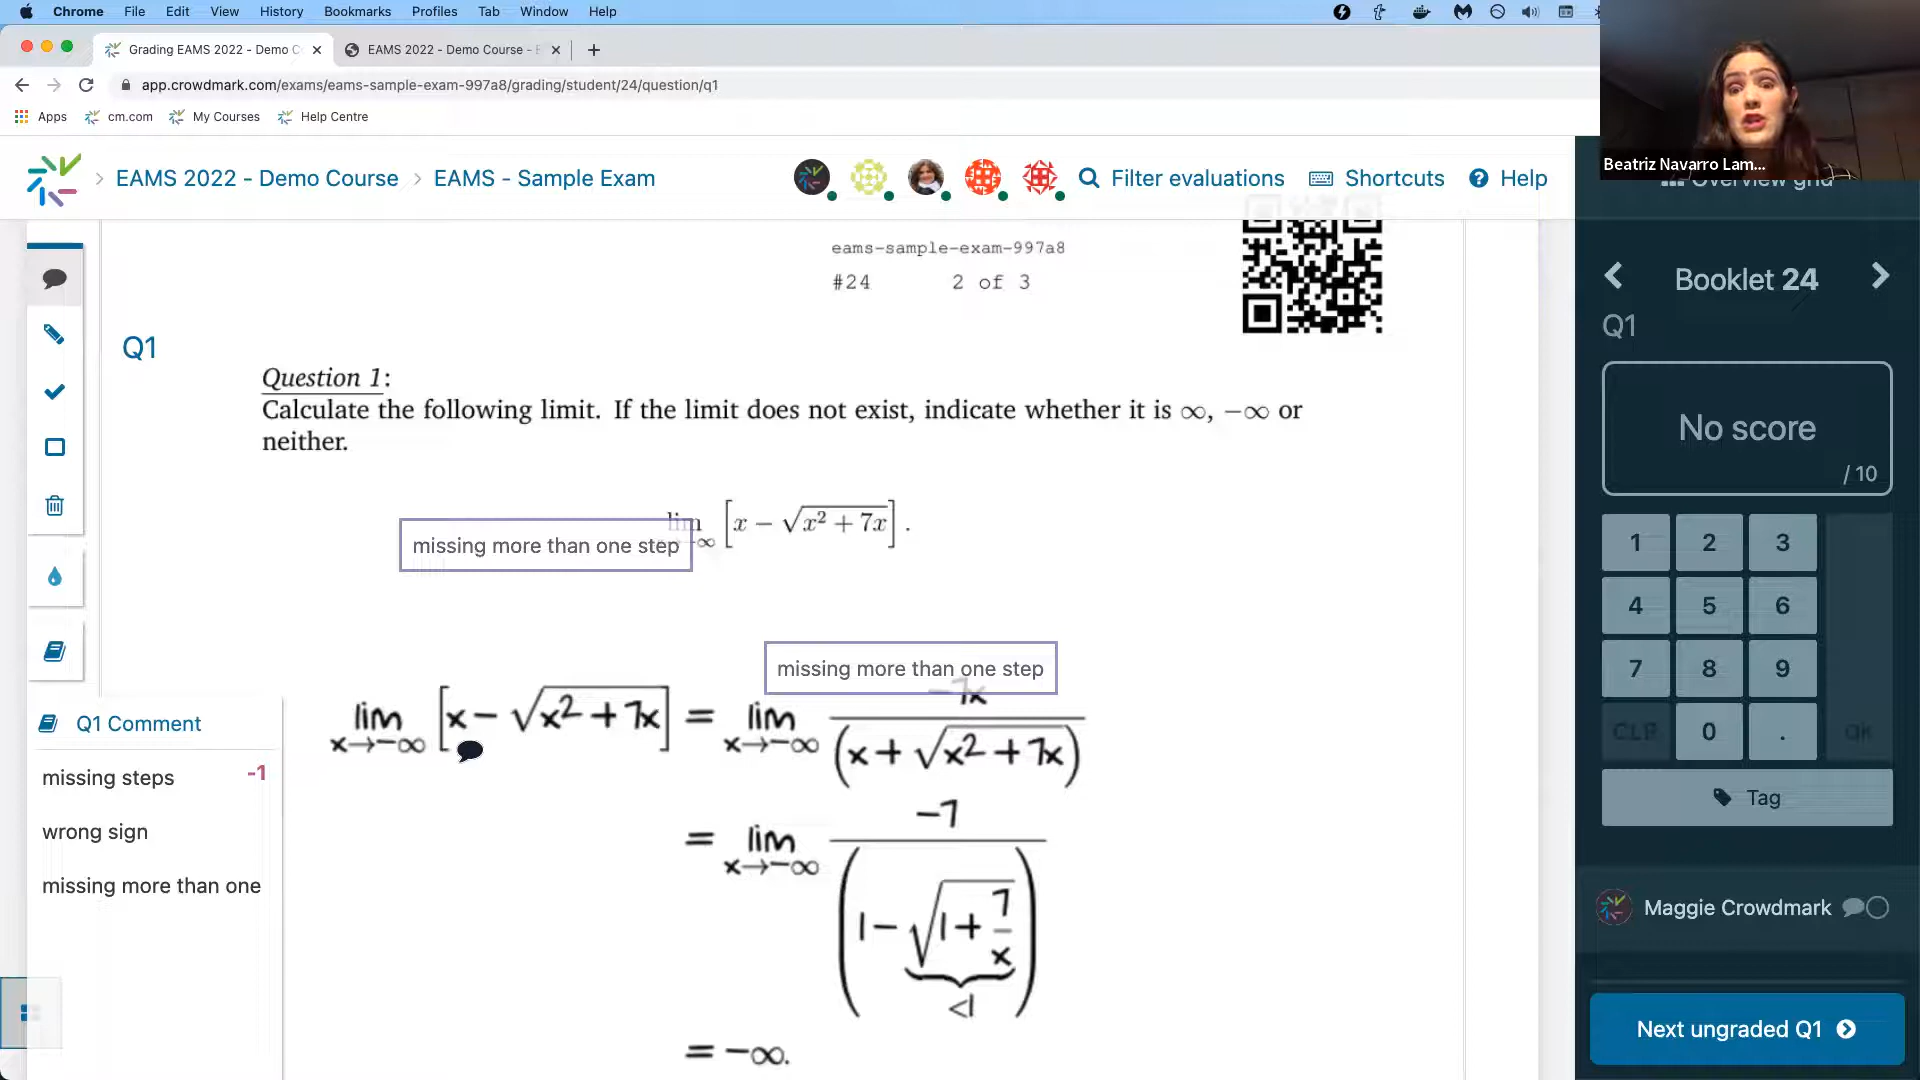 Chrome File Edit View History Bookmarks Profiles Tab Window Help
Grading EAMS 2022 - Demo C
EAMS 2022 - Demo Course - E
app.crowdmark.com/exams/eams-sample-exam-997a8/grading/student/24/question/q1
Apps cm.com My Courses Help Centre
Beatriz Navarro Lam...
EAMS 2022 - Demo Course > EAMS - Sample Exam
Filter evaluations Shortcuts Help
Overview grid
eams-sample-exam-997a8
#24 2 of 3
Booklet 24
Q1
No score
/ 10
1 2 3
4 5 6
7 8 9
CLR 0 . OK
Tag
Maggie Crowdmark
Next ungraded Q1
Q1
Question 1:
Calculate the following limit. If the limit does not exist, indicate whether it is ∞, −∞ or
neither.
lim [x − √x² + 7x] .
−∞
missing more than one step
missing more than one step
lim x→−∞ [x − √x² + 7x] = lim x→−∞ −7x / (x + √x² + 7x)
= lim x→−∞ −7 / (1 − √1 + 7/x)
<1
= −∞.
Q1 Comment
missing steps -1
wrong sign
missing more than one